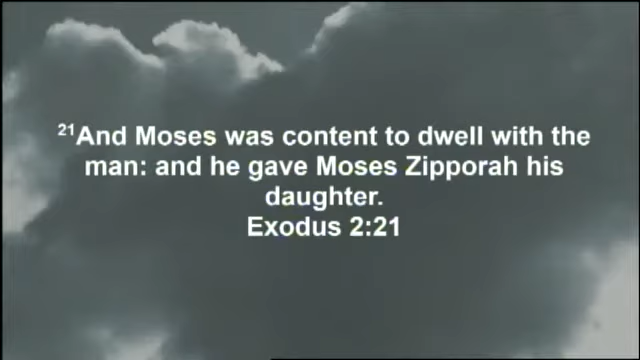 ²¹And Moses was content to dwell with the
man: and he gave Moses Zipporah his
daughter.
Exodus 2:21